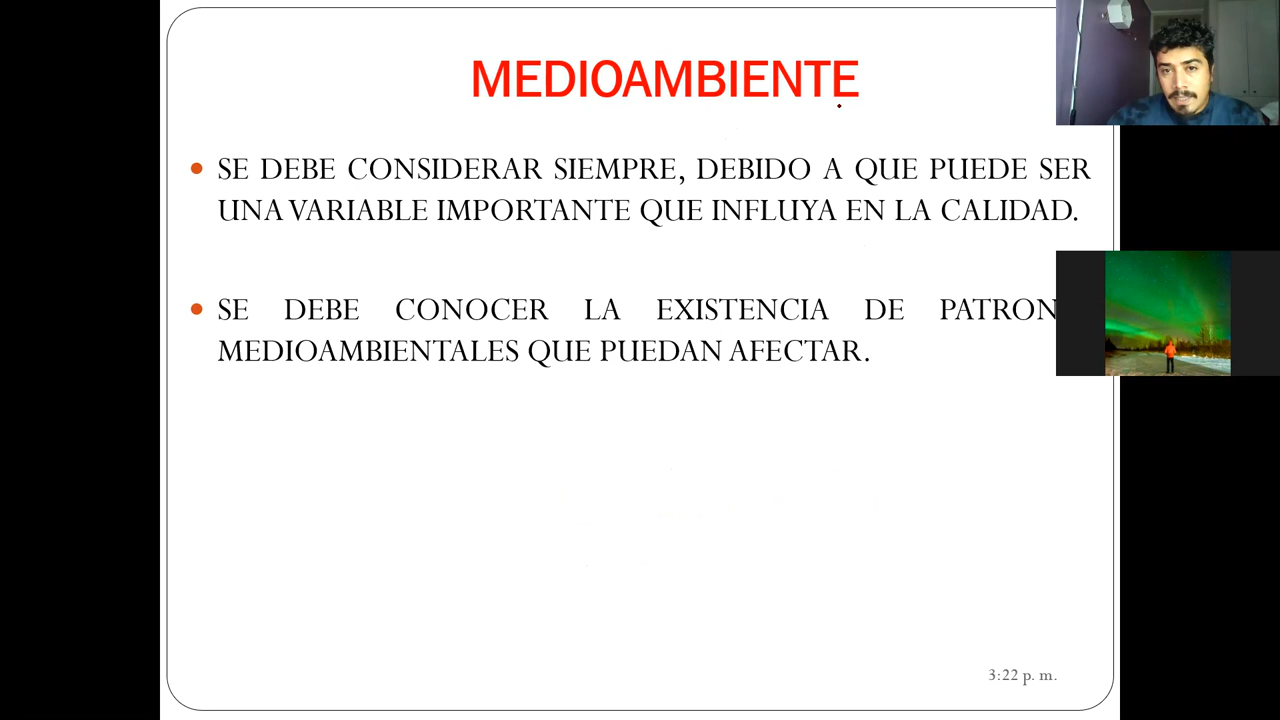 MEDIOAMBIENTE
SE DEBE CONSIDERAR SIEMPRE, DEBIDO A QUE PUEDE SER
UNA VARIABLE IMPORTANTE QUE INFLUYA EN LA CALIDAD.
SE DEBE CONOCER LA EXISTENCIA DE
MEDIOAMBIENTALES QUE PUEDAN AFECTAR.
3:22 p. m.